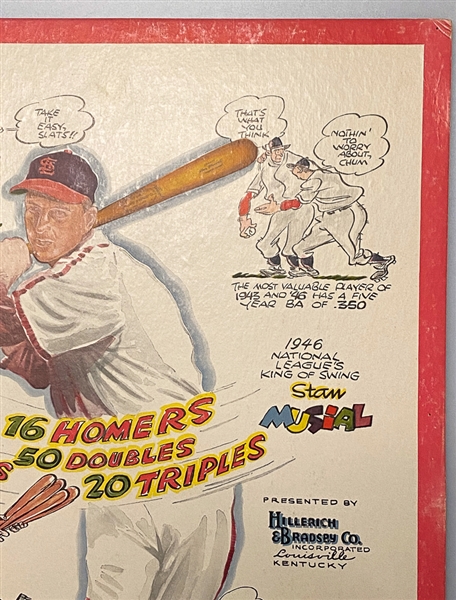 TAKE
IT
EASY,
SLATS!!
THAT'S
WHAT
YOU
THINK
NOTHIN'
TO
WORRY
ABOUT,
CHUM
THE MOST VALUABLE PLAYER OF
1943 AND '46 HAS A FIVE
YEAR BA OF .350
1946
NATIONAL
LEAGUE'S
KING OF SWING
Stan
MUSIAL
16 HOMERS
50 DOUBLES
20 TRIPLES
PRESENTED BY
HILLERICH
& BRADSBY CO.
INCORPORATED
Louisville
KENTUCKY